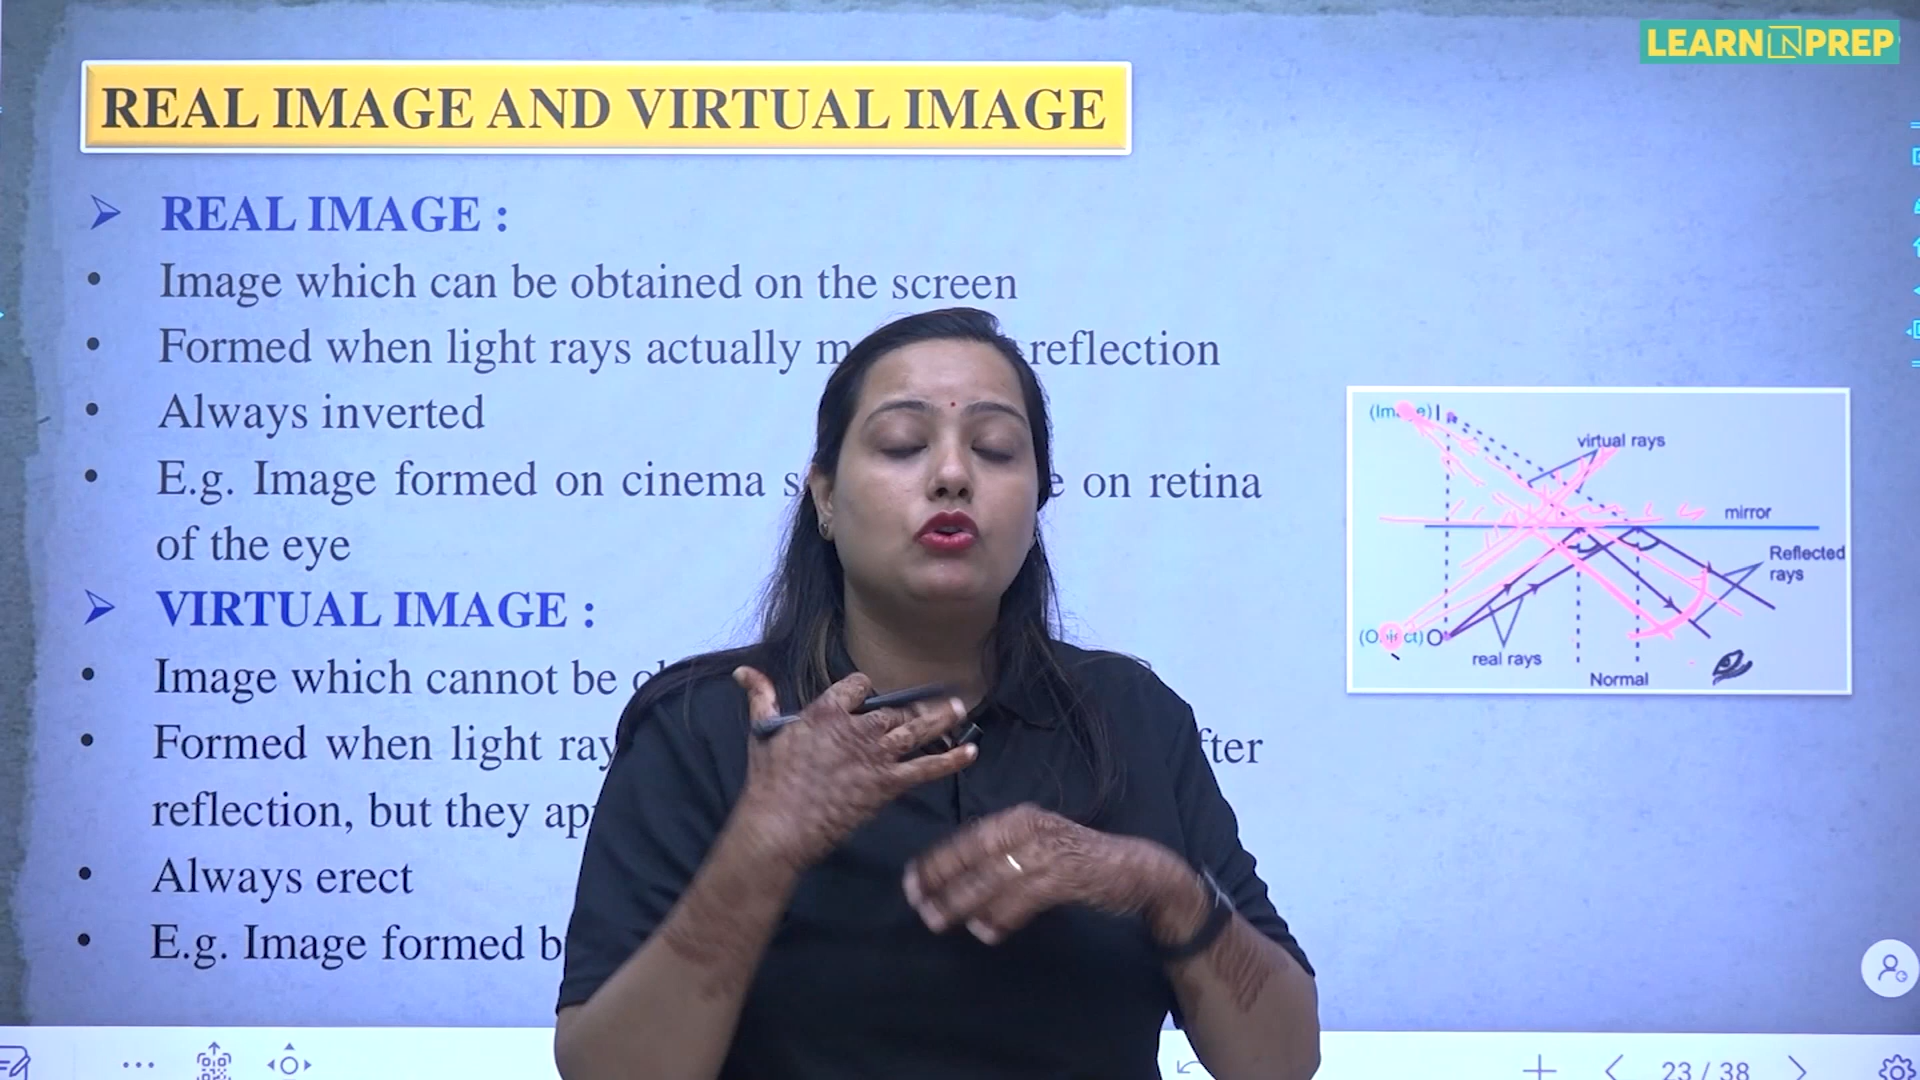 LEARN N PREP
REAL IMAGE AND VIRTUAL IMAGE
REAL IMAGE :
Image which can be obtained on the screen
Formed when light rays actually reflection
Always inverted
E.g. Image formed on cinema on retina
of the eye
VIRTUAL IMAGE :
Image which cannot be
Formed when light
reflection, but they
Always erect
E.g. Image formed
I
virtual rays
mirror
Reflected
rays
O
real rays
Normal
23 / 38